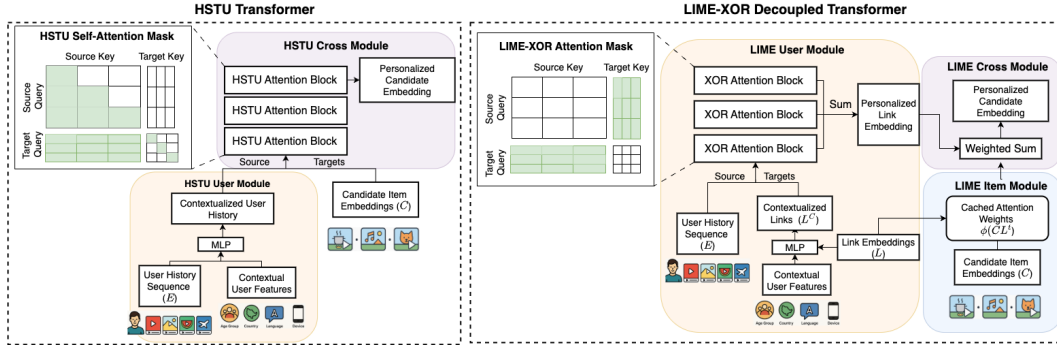 HSTU Transformer
HSTU Self-Attention Mask
Source Key
Target Key
Source
Query
Target
Query
HSTU Cross Module
HSTU Attention Block
HSTU Attention Block
HSTU Attention Block
Personalized
Candidate
Embedding
Source
Targets
HSTU User Module
Contextualized User
History
MLP
User History
Sequence
(E)
Contextual
User Features
Candidate Item
Embeddings (C)
Age Group
Country
Language
Device
LIME-XOR Decoupled Transformer
LIME-XOR Attention Mask
Source Key
Target Key
Source
Query
Target
Query
LIME User Module
XOR Attention Block
XOR Attention Block
XOR Attention Block
Sum
Personalized
Link
Embedding
Source
Targets
User History
Sequence (E)
Contextualized
Links (L^C)
MLP
Contextual
User Features
Link Embeddings
(L)
Age Group
Country
Language
Device
LIME Cross Module
Personalized
Candidate
Embedding
Weighted Sum
LIME Item Module
Cached Attention
Weights
ϕ(CL^t)
Candidate Item
Embeddings (C)